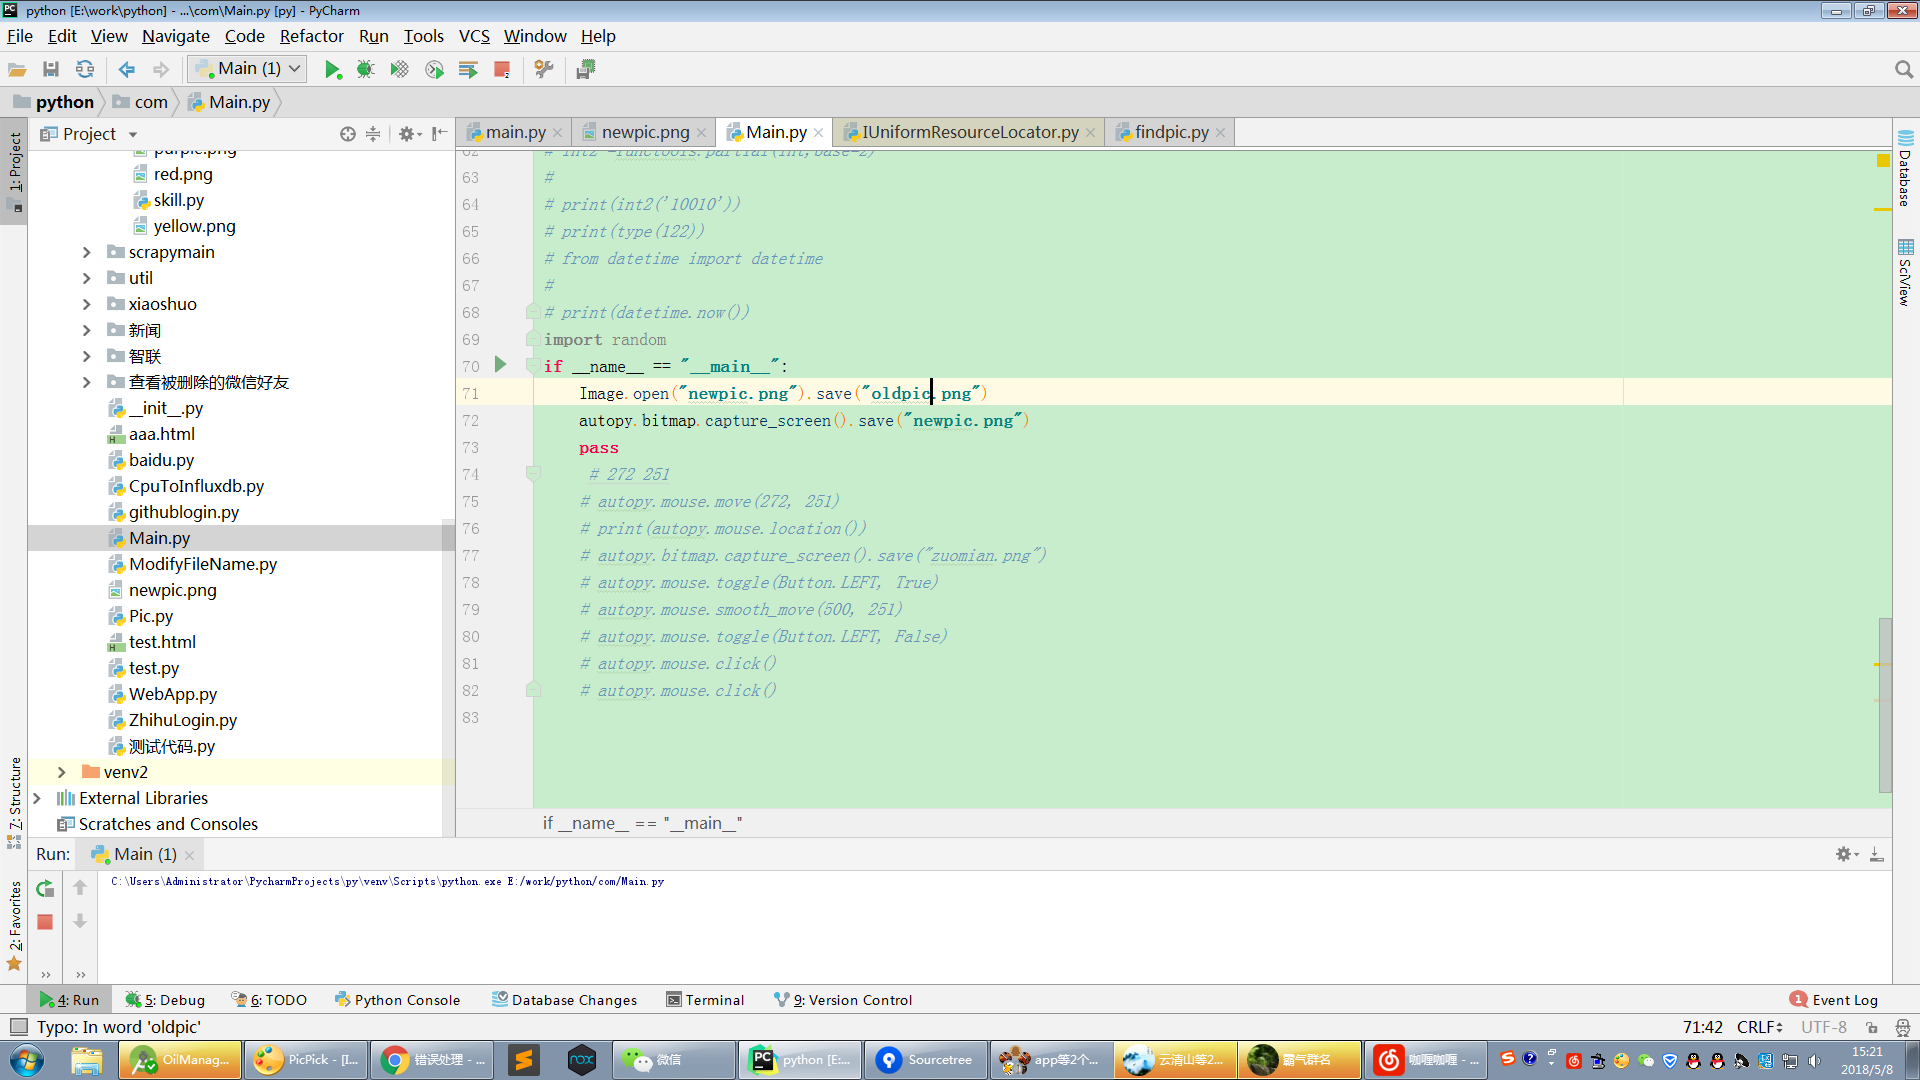 python [E:\work\python] - ...\com\Main.py [py] - PyCharm
File Edit View Navigate Code Refactor Run Tools VCS Window Help
Main (1)
python com Main.py
Project
main.py newpic.png Main.py IUniformResourceLocator.py findpic.py
1: Project
7: Structure
2: Favorites
Database
SciView
purple.png
red.png
skill.py
yellow.png
scrapymain
util
xiaoshuo
新闻
智联
查看被删除的微信好友
__init__.py
aaa.html
baidu.py
CpuToInfluxdb.py
githublogin.py
Main.py
ModifyFileName.py
newpic.png
Pic.py
test.html
test.py
WebApp.py
ZhihuLogin.py
测试代码.py
venv2
External Libraries
Scratches and Consoles
62 # int2 =functools.partial(int,base=2)
63 #
64 # print(int2('10010'))
65 # print(type(122))
66 # from datetime import datetime
67 #
68 # print(datetime.now())
69 import random
70 if __name__ == "__main__":
71 Image.open("newpic.png").save("oldpic.png")
72 autopy.bitmap.capture_screen().save("newpic.png")
73 pass
74 # 272 251
75 # autopy.mouse.move(272, 251)
76 # print(autopy.mouse.location())
77 # autopy.bitmap.capture_screen().save("zuomian.png")
78 # autopy.mouse.toggle(Button.LEFT, True)
79 # autopy.mouse.smooth_move(500, 251)
80 # autopy.mouse.toggle(Button.LEFT, False)
81 # autopy.mouse.click()
82 # autopy.mouse.click()
83
if __name__ == "__main__"
Run: Main (1)
C:\Users\Administrator\PycharmProjects\py\venv\Scripts\python.exe E:/work/python/com/Main.py
4: Run 5: Debug 6: TODO Python Console Database Changes Terminal 9: Version Control 1 Event Log
Typo: In word 'oldpic' 71:42 CRLF UTF-8
OilManag... PicPick - [I... 错误处理 - ... nox 微信 python [E:... Sourcetree app等2个... 云清山等2... 霸气群名 咖喱咖喱 - ...
15:21
2018/5/8